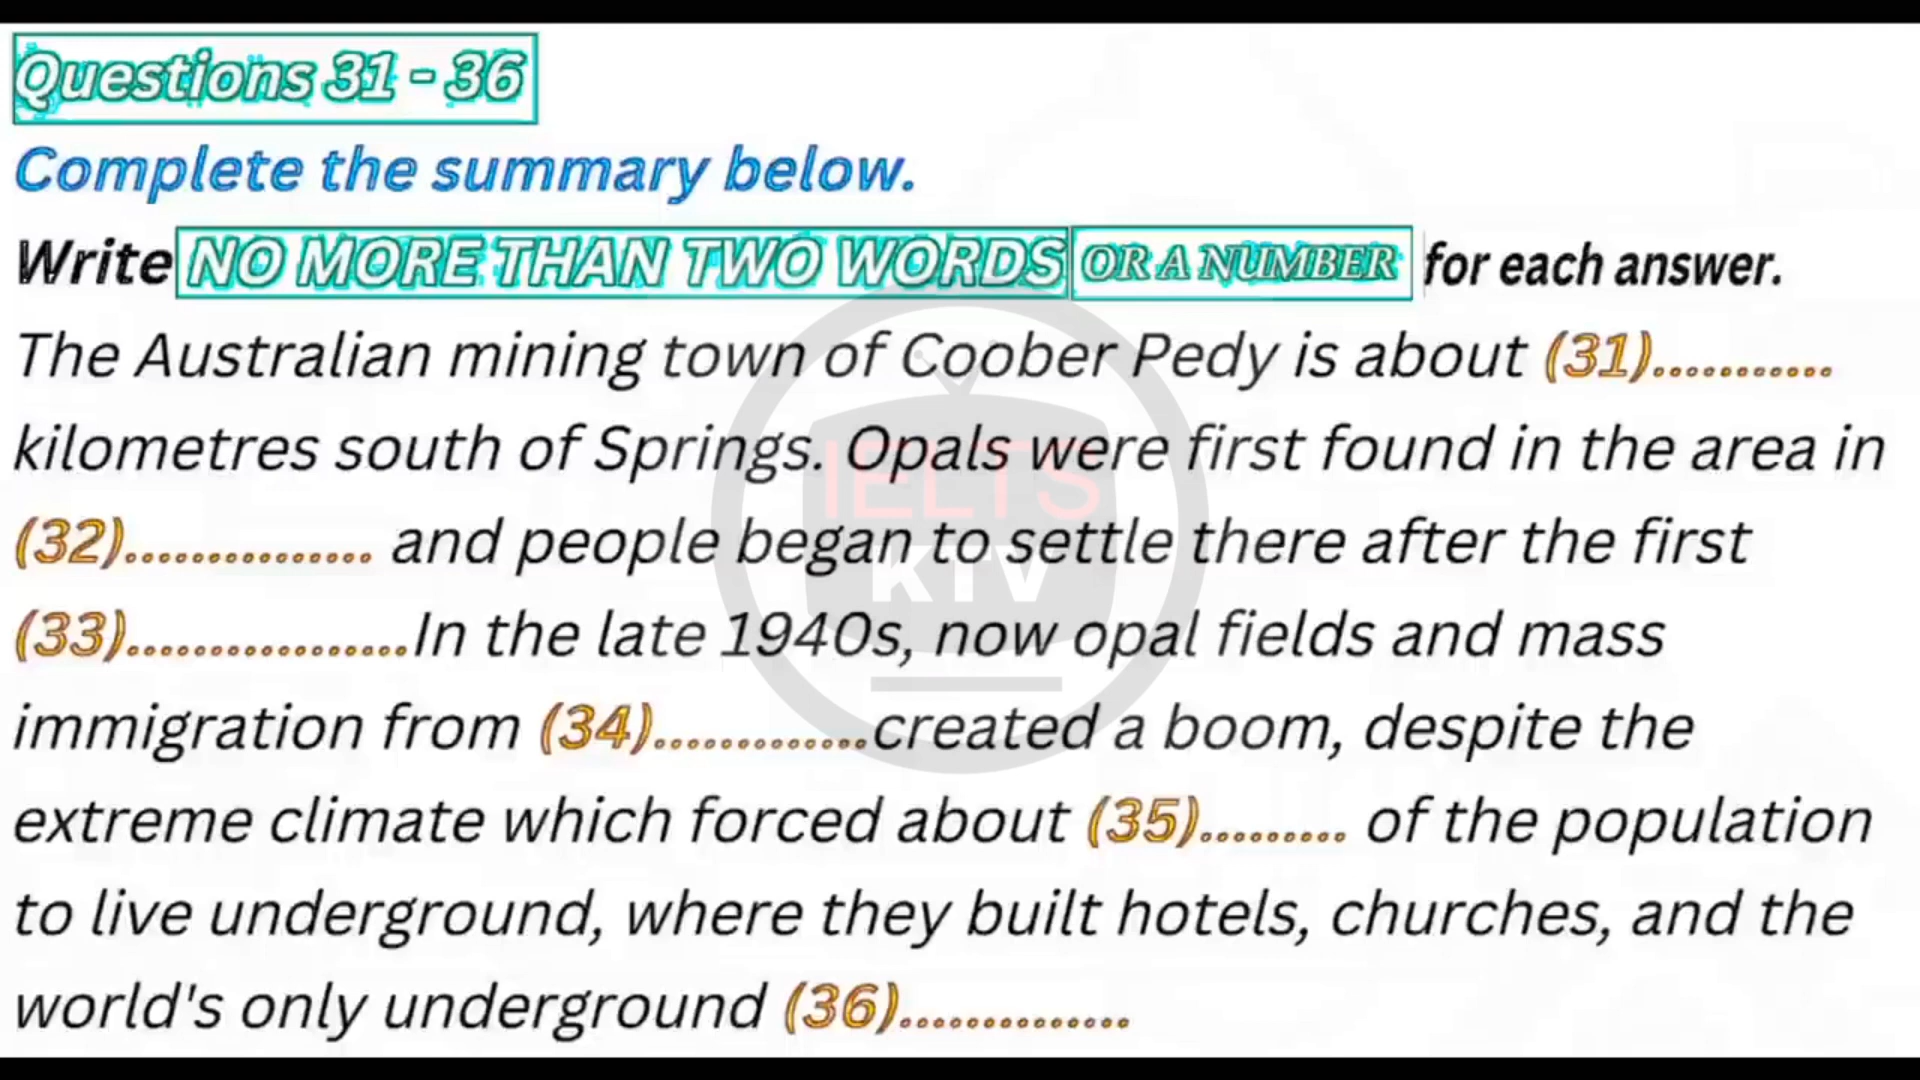 Questions 31 - 36
Complete the summary below.
Write NO MORE THAN TWO WORDS OR A NUMBER for each answer.
The Australian mining town of Coober Pedy is about (31)...........
kilometres south of Springs. Opals were first found in the area in
(32)............... and people began to settle there after the first
(33).................In the late 1940s, now opal fields and mass
immigration from (34).............created a boom, despite the
extreme climate which forced about (35)......... of the population
to live underground, where they built hotels, churches, and the
world's only underground (36)..............
IELTS
KTV